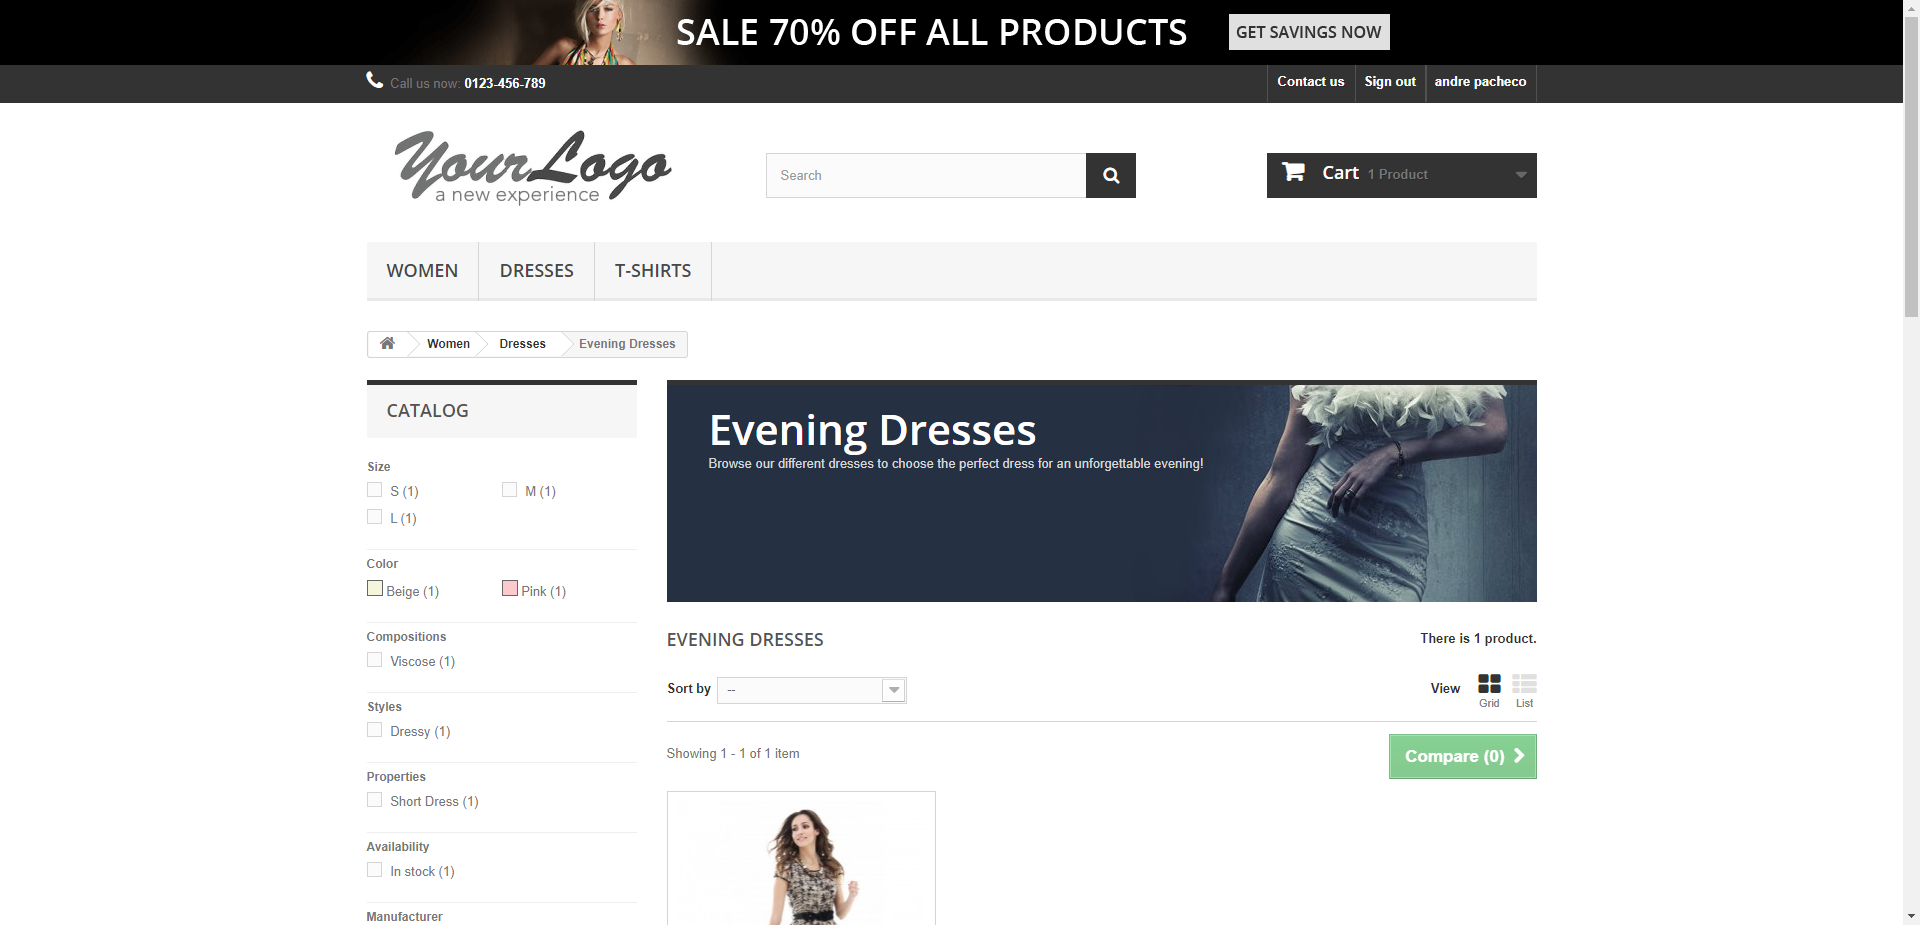 SALE 70% OFF ALL PRODUCTS
GET SAVINGS NOW
Call us now: 0123-456-789
Contact us
Sign out
andre pacheco
YourLogo
a new experience
Search
Cart 1 Product
WOMEN
DRESSES
T-SHIRTS
Women
Dresses
Evening Dresses
CATALOG
Size
S (1)
M (1)
L (1)
Color
Beige (1)
Pink (1)
Compositions
Viscose (1)
Styles
Dressy (1)
Properties
Short Dress (1)
Availability
In stock (1)
Manufacturer
Evening Dresses
Browse our different dresses to choose the perfect dress for an unforgettable evening!
EVENING DRESSES
There is 1 product.
Sort by
--
View
Grid
List
Showing 1 - 1 of 1 item
Compare (0)